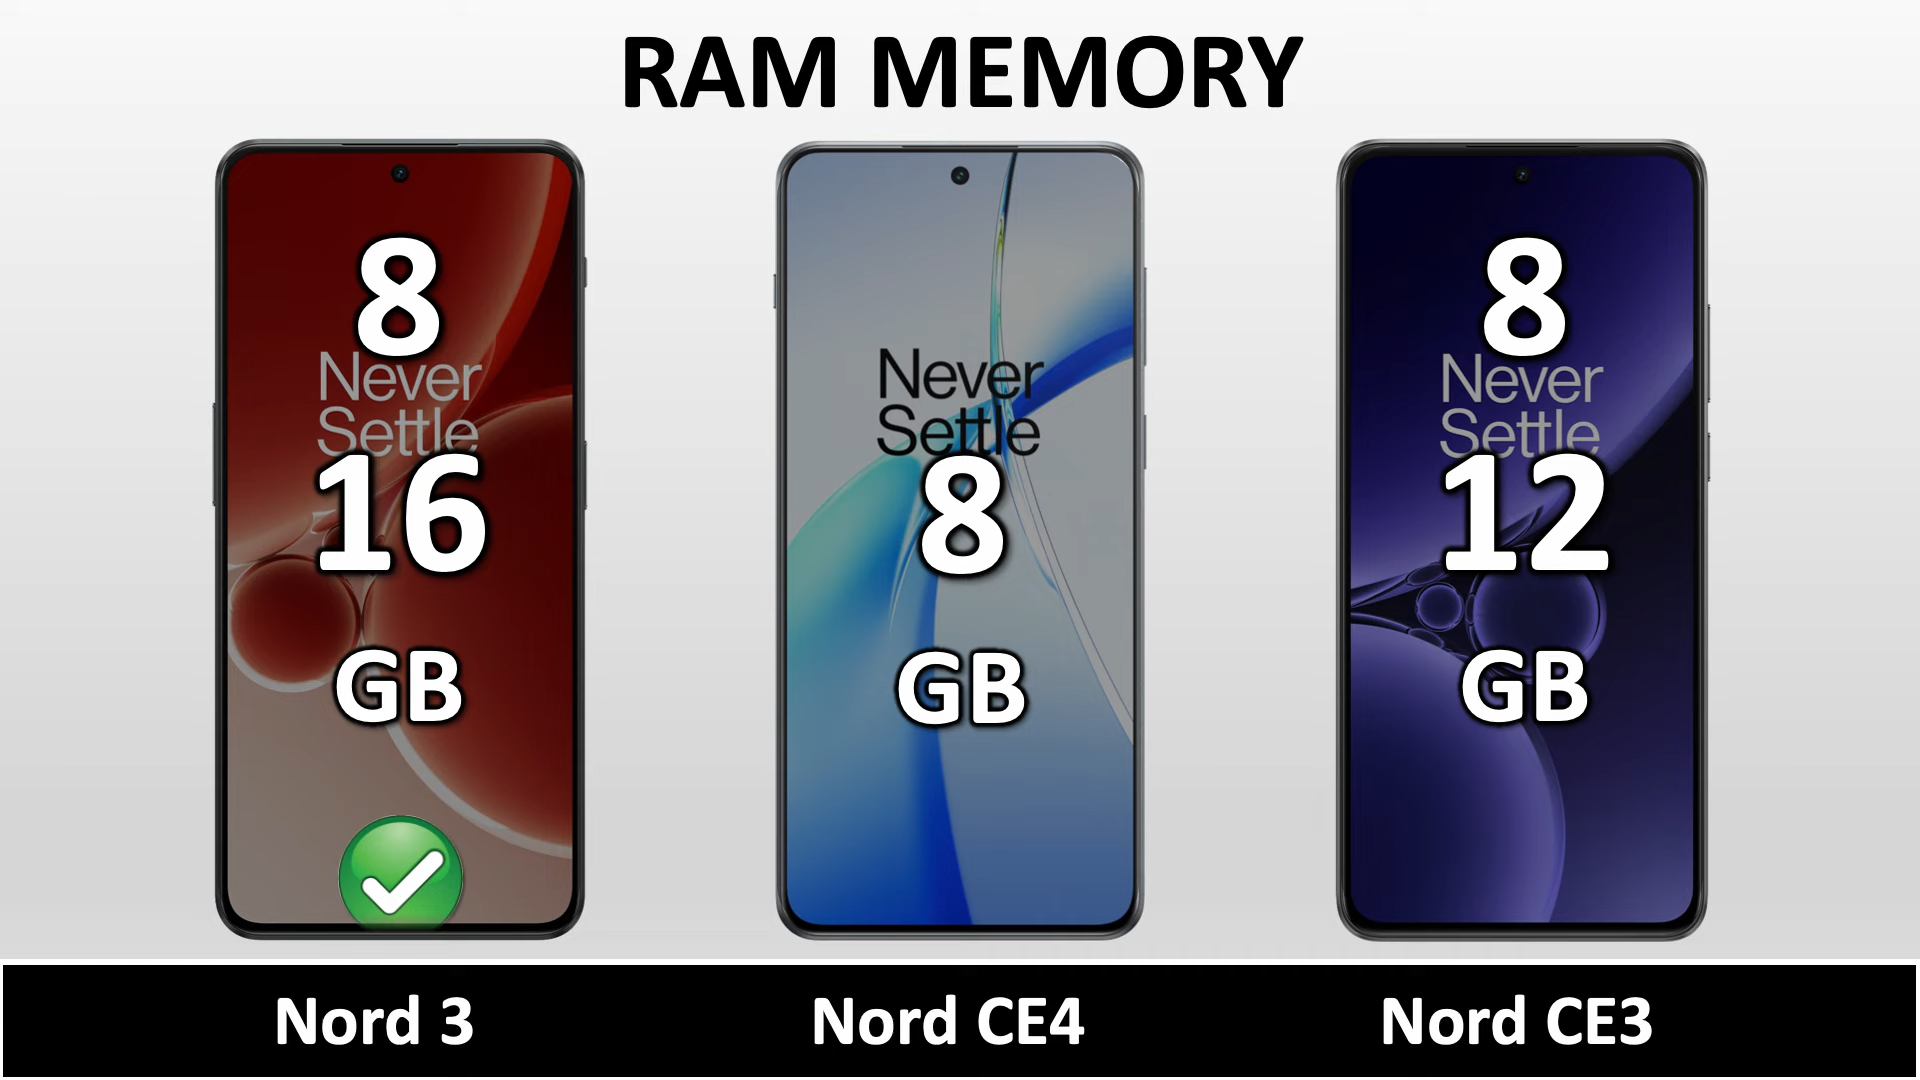 RAM MEMORY
8
Never
Settle
16
GB
Never
Settle
8
GB
8
Never
Settle
12
GB
Nord 3
Nord CE4
Nord CE3